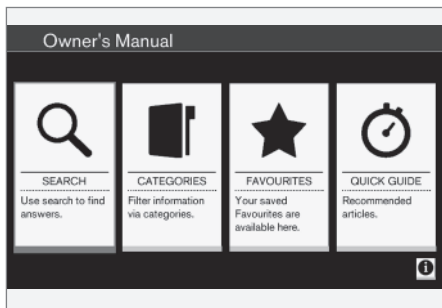 Owner's Manual
SEARCH
Use search to find
answers.
CATEGORIES
Filter information
via categories.
FAVOURITES
Your saved
Favourites are
available here.
QUICK GUIDE
Recommended
articles.